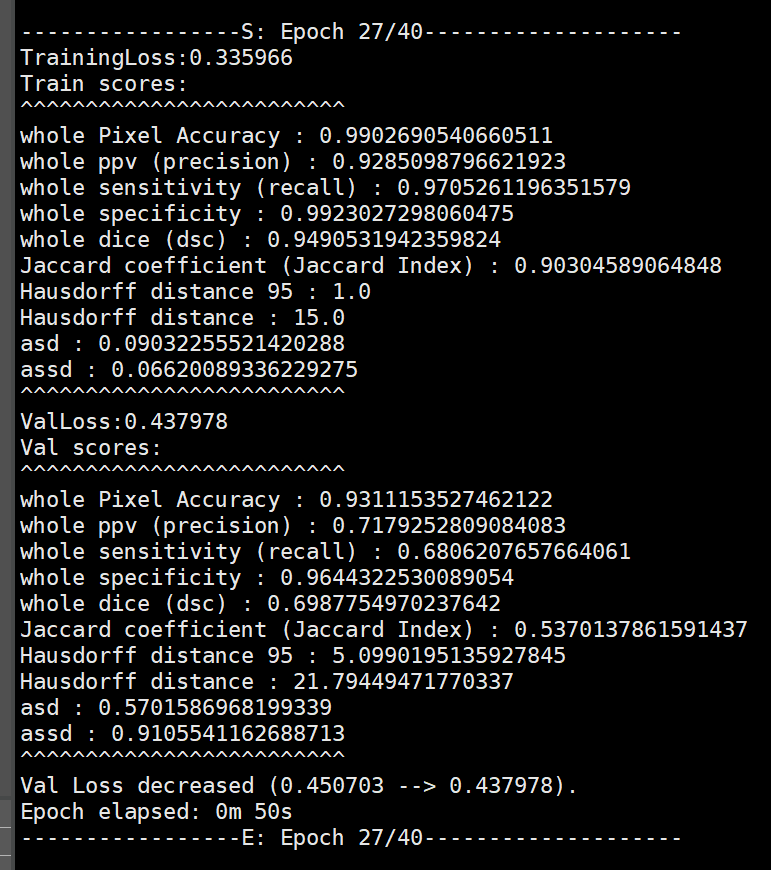 -----------------S: Epoch 27/40--------------------
TrainingLoss:0.335966
Train scores:
^^^^^^^^^^^^^^^^^^^^^^^^^
whole Pixel Accuracy : 0.9902690540660511
whole ppv (precision) : 0.9285098796621923
whole sensitivity (recall) : 0.9705261196351579
whole specificity : 0.9923027298060475
whole dice (dsc) : 0.9490531942359824
Jaccard coefficient (Jaccard Index) : 0.90304589064848
Hausdorff distance 95 : 1.0
Hausdorff distance : 15.0
asd : 0.09032255521420288
assd : 0.06620089336229275
^^^^^^^^^^^^^^^^^^^^^^^^^
ValLoss:0.437978
Val scores:
^^^^^^^^^^^^^^^^^^^^^^^^^
whole Pixel Accuracy : 0.9311153527462122
whole ppv (precision) : 0.7179252809084083
whole sensitivity (recall) : 0.6806207657664061
whole specificity : 0.9644322530089054
whole dice (dsc) : 0.6987754970237642
Jaccard coefficient (Jaccard Index) : 0.5370137861591437
Hausdorff distance 95 : 5.0990195135927845
Hausdorff distance : 21.79449471770337
asd : 0.5701586968199339
assd : 0.9105541162688713
^^^^^^^^^^^^^^^^^^^^^^^^^
Val Loss decreased (0.450703 --> 0.437978).
Epoch elapsed: 0m 50s
-----------------E: Epoch 27/40--------------------